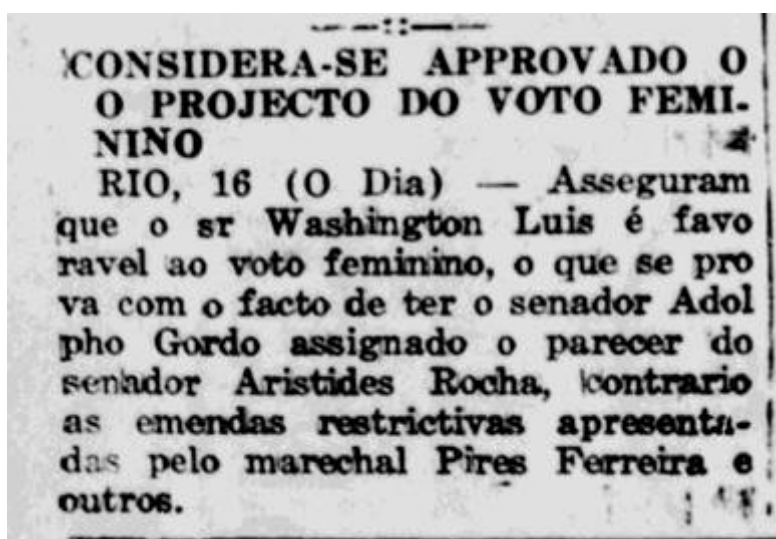 CONSIDERA-SE APPROVADO O
O PROJECTO DO VOTO FEMI-
NINO
RIO, 16 (O Dia) — Asseguram
que o sr Washington Luis é favo
ravel ao voto feminino, o que se pro
va com o facto de ter o senador Adol
pho Gordo assignado o parecer do
senador Aristides Rocha, contrario
as emendas restrictivas apresenta-
das pelo marechal Pires Ferreira e
outros.